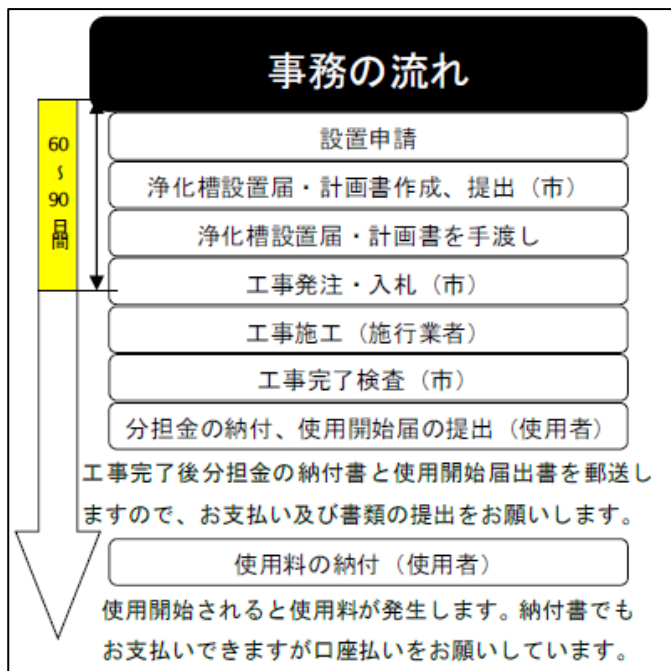 事務の流れ
60～90日間
設置申請
浄化槽設置届・計画書作成、提出（市）
浄化槽設置届・計画書を手渡し
工事発注・入札（市）
工事施工（施行業者）
工事完了検査（市）
分担金の納付、使用開始届の提出（使用者）
工事完了後分担金の納付書と使用開始届出書を郵送し
ますので、お支払い及び書類の提出をお願いします。
使用料の納付（使用者）
使用開始されると使用料が発生します。納付書でも
お支払いできますが口座払いをお願いしています。